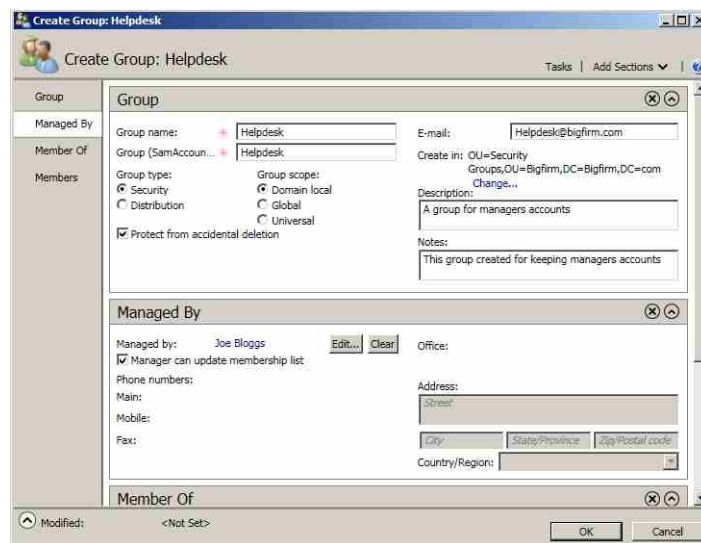 Create Group: Helpdesk
Create Group: Helpdesk
Tasks | Add Sections |
Group
Managed By
Member Of
Members
Group
Group name: * Helpdesk
Group (SamAccoun... * Helpdesk
Group type:
Security
Distribution
Group scope:
Domain local
Global
Universal
Protect from accidental deletion
E-mail: Helpdesk@bigfirm.com
Create in: OU=Security
Groups,OU=Bigfirm,DC=Bigfirm,DC=com
Change...
Description:
A group for managers accounts
Notes:
This group created for keeping managers accounts
Managed By
Managed by: Joe Bloggs Edit... Clear
Manager can update membership list
Phone numbers:
Main:
Mobile:
Fax:
Office:
Address:
Street
City State/Province Zip/Postal code
Country/Region:
Member Of
Modified: <Not Set>
OK Cancel